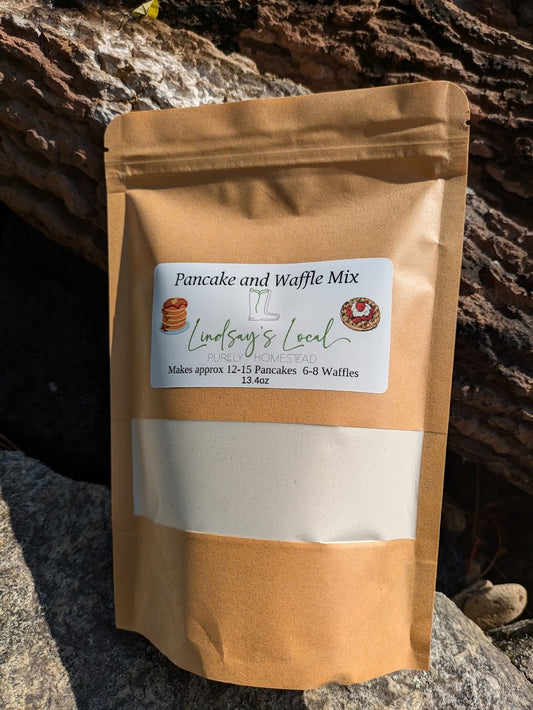 Pancake and Waffle Mix
Lindsay's Local
PURELY HOMESTEAD
Makes approx 12-15 Pancakes 6-8 Waffles
13.4oz